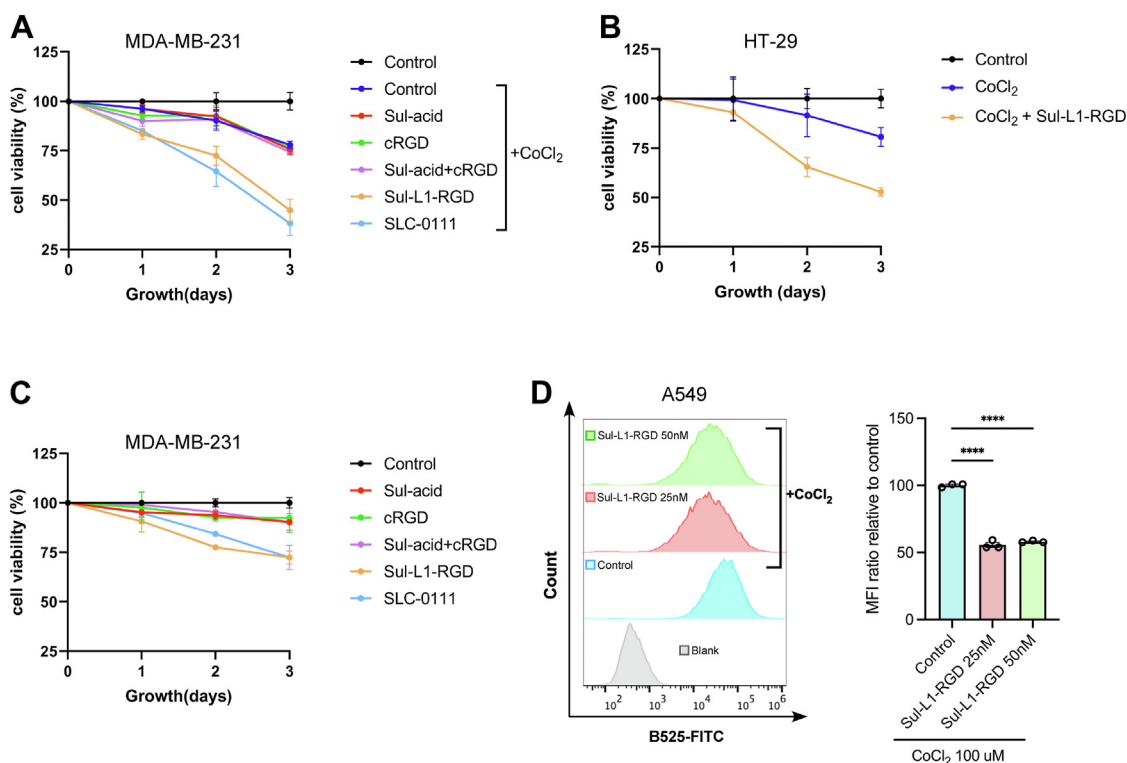 A
MDA-MB-231
cell viability (%)
125
100
75
50
25
0 1 2 3
Growth(days)
Control
Control
Sul-acid
cRGD
Sul-acid+cRGD
Sul-L1-RGD
SLC-0111
+CoCl2
B
HT-29
cell viability (%)
125
100
75
50
25
0 1 2 3
Growth (days)
Control
CoCl2
CoCl2 + Sul-L1-RGD
C
MDA-MB-231
cell viability (%)
125
100
75
50
25
0 1 2 3
Growth(days)
Control
Sul-acid
cRGD
Sul-acid+cRGD
Sul-L1-RGD
SLC-0111
D
A549
Count
Sul-L1-RGD 50nM
Sul-L1-RGD 25nM
Control
Blank
+CoCl2
10^2 10^3 10^4 10^5 10^6
B525-FITC
MFI ratio relative to control
150
100
50
0
****
****
Control
Sul-L1-RGD 25nM
Sul-L1-RGD 50nM
CoCl2 100 uM